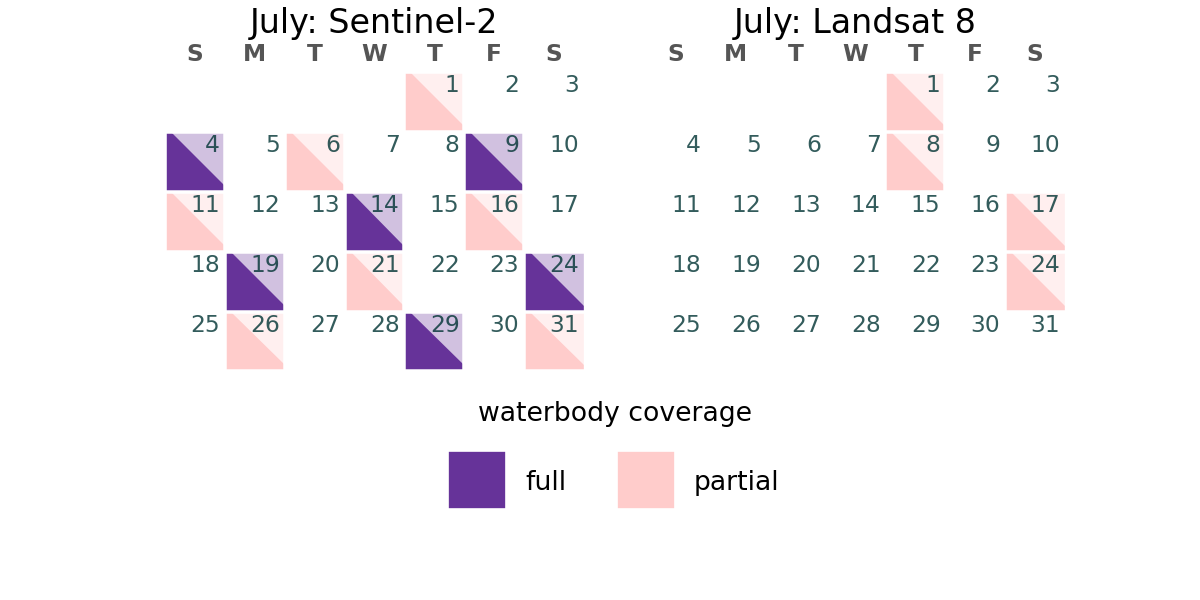 July: Sentinel-2
S M T W T F S
1 2 3
4 5 6 7 8 9 10
11 12 13 14 15 16 17
18 19 20 21 22 23 24
25 26 27 28 29 30 31
July: Landsat 8
S M T W T F S
1 2 3
4 5 6 7 8 9 10
11 12 13 14 15 16 17
18 19 20 21 22 23 24
25 26 27 28 29 30 31
waterbody coverage
full partial